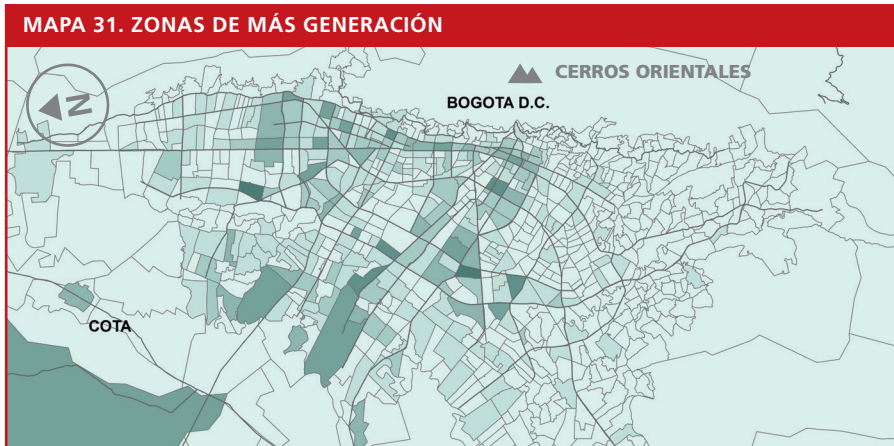 MAPA 31. ZONAS DE MÁS GENERACIÓN
CERROS ORIENTALES
BOGOTA D.C.
N
COTA